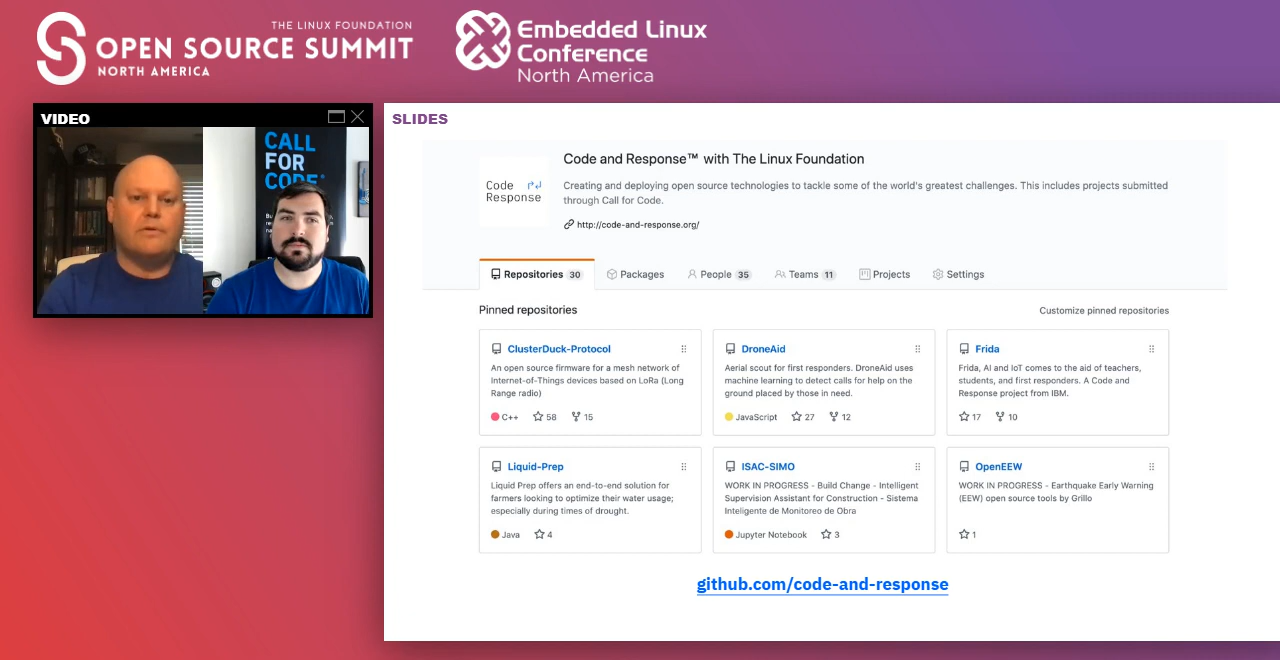 THE LINUX FOUNDATION
OPEN SOURCE SUMMIT
NORTH AMERICA
Embedded Linux
Conference
North America
VIDEO
CALL
FOR
CODE
SLIDES
Code
Response
Code and Response™ with The Linux Foundation
Creating and deploying open source technologies to tackle some of the world's greatest challenges. This includes projects submitted
through Call for Code.
http://code-and-response.org/
Repositories 30 Packages People 35 Teams 11 Projects Settings
Pinned repositories Customize pinned repositories
ClusterDuck-Protocol
An open source firmware for a mesh network of
Internet-of-Things devices based on LoRa (Long
Range radio)
C++ 58 15
DroneAid
Aerial scout for first responders. DroneAid uses
machine learning to detect calls for help on the
ground placed by those in need.
JavaScript 27 12
Frida
Frida, AI and IoT comes to the aid of teachers,
students, and first responders. A Code and
Response project from IBM.
17 10
Liquid-Prep
Liquid Prep offers an end-to-end solution for
farmers looking to optimize their water usage;
especially during times of drought.
Java 4
ISAC-SIMO
WORK IN PROGRESS - Build Change - Intelligent
Supervision Assistant for Construction - Sistema
Inteligente de Monitoreo de Obra
Jupyter Notebook 3
OpenEEW
WORK IN PROGRESS - Earthquake Early Warning
(EEW) open source tools by Grillo
1
github.com/code-and-response